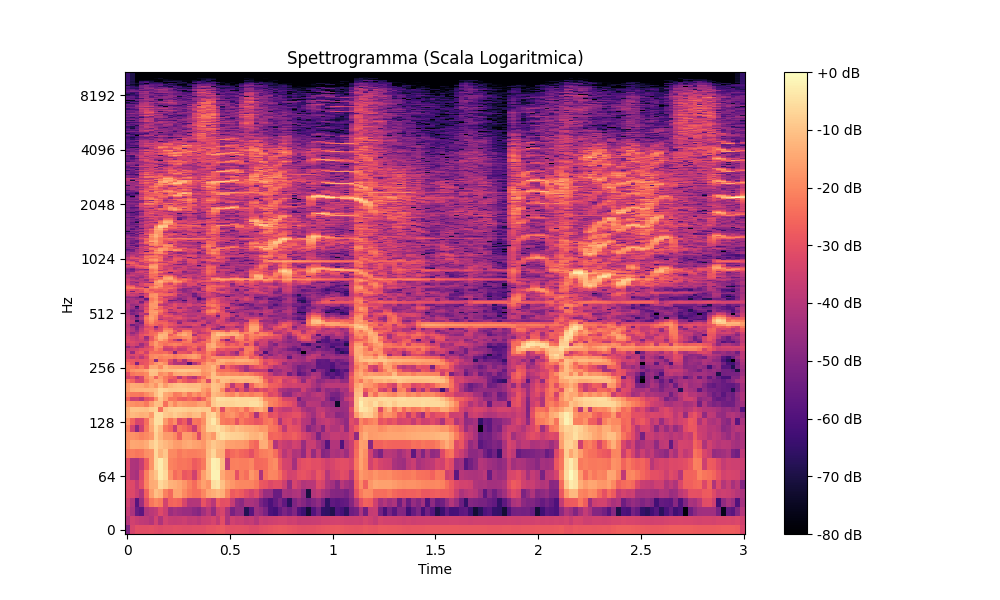 Spettrogramma (Scala Logaritmica)
Hz
8192
4096
2048
1024
512
256
128
64
0
0
0.5
1
1.5
2
2.5
3
Time
+0 dB
-10 dB
-20 dB
-30 dB
-40 dB
-50 dB
-60 dB
-70 dB
-80 dB